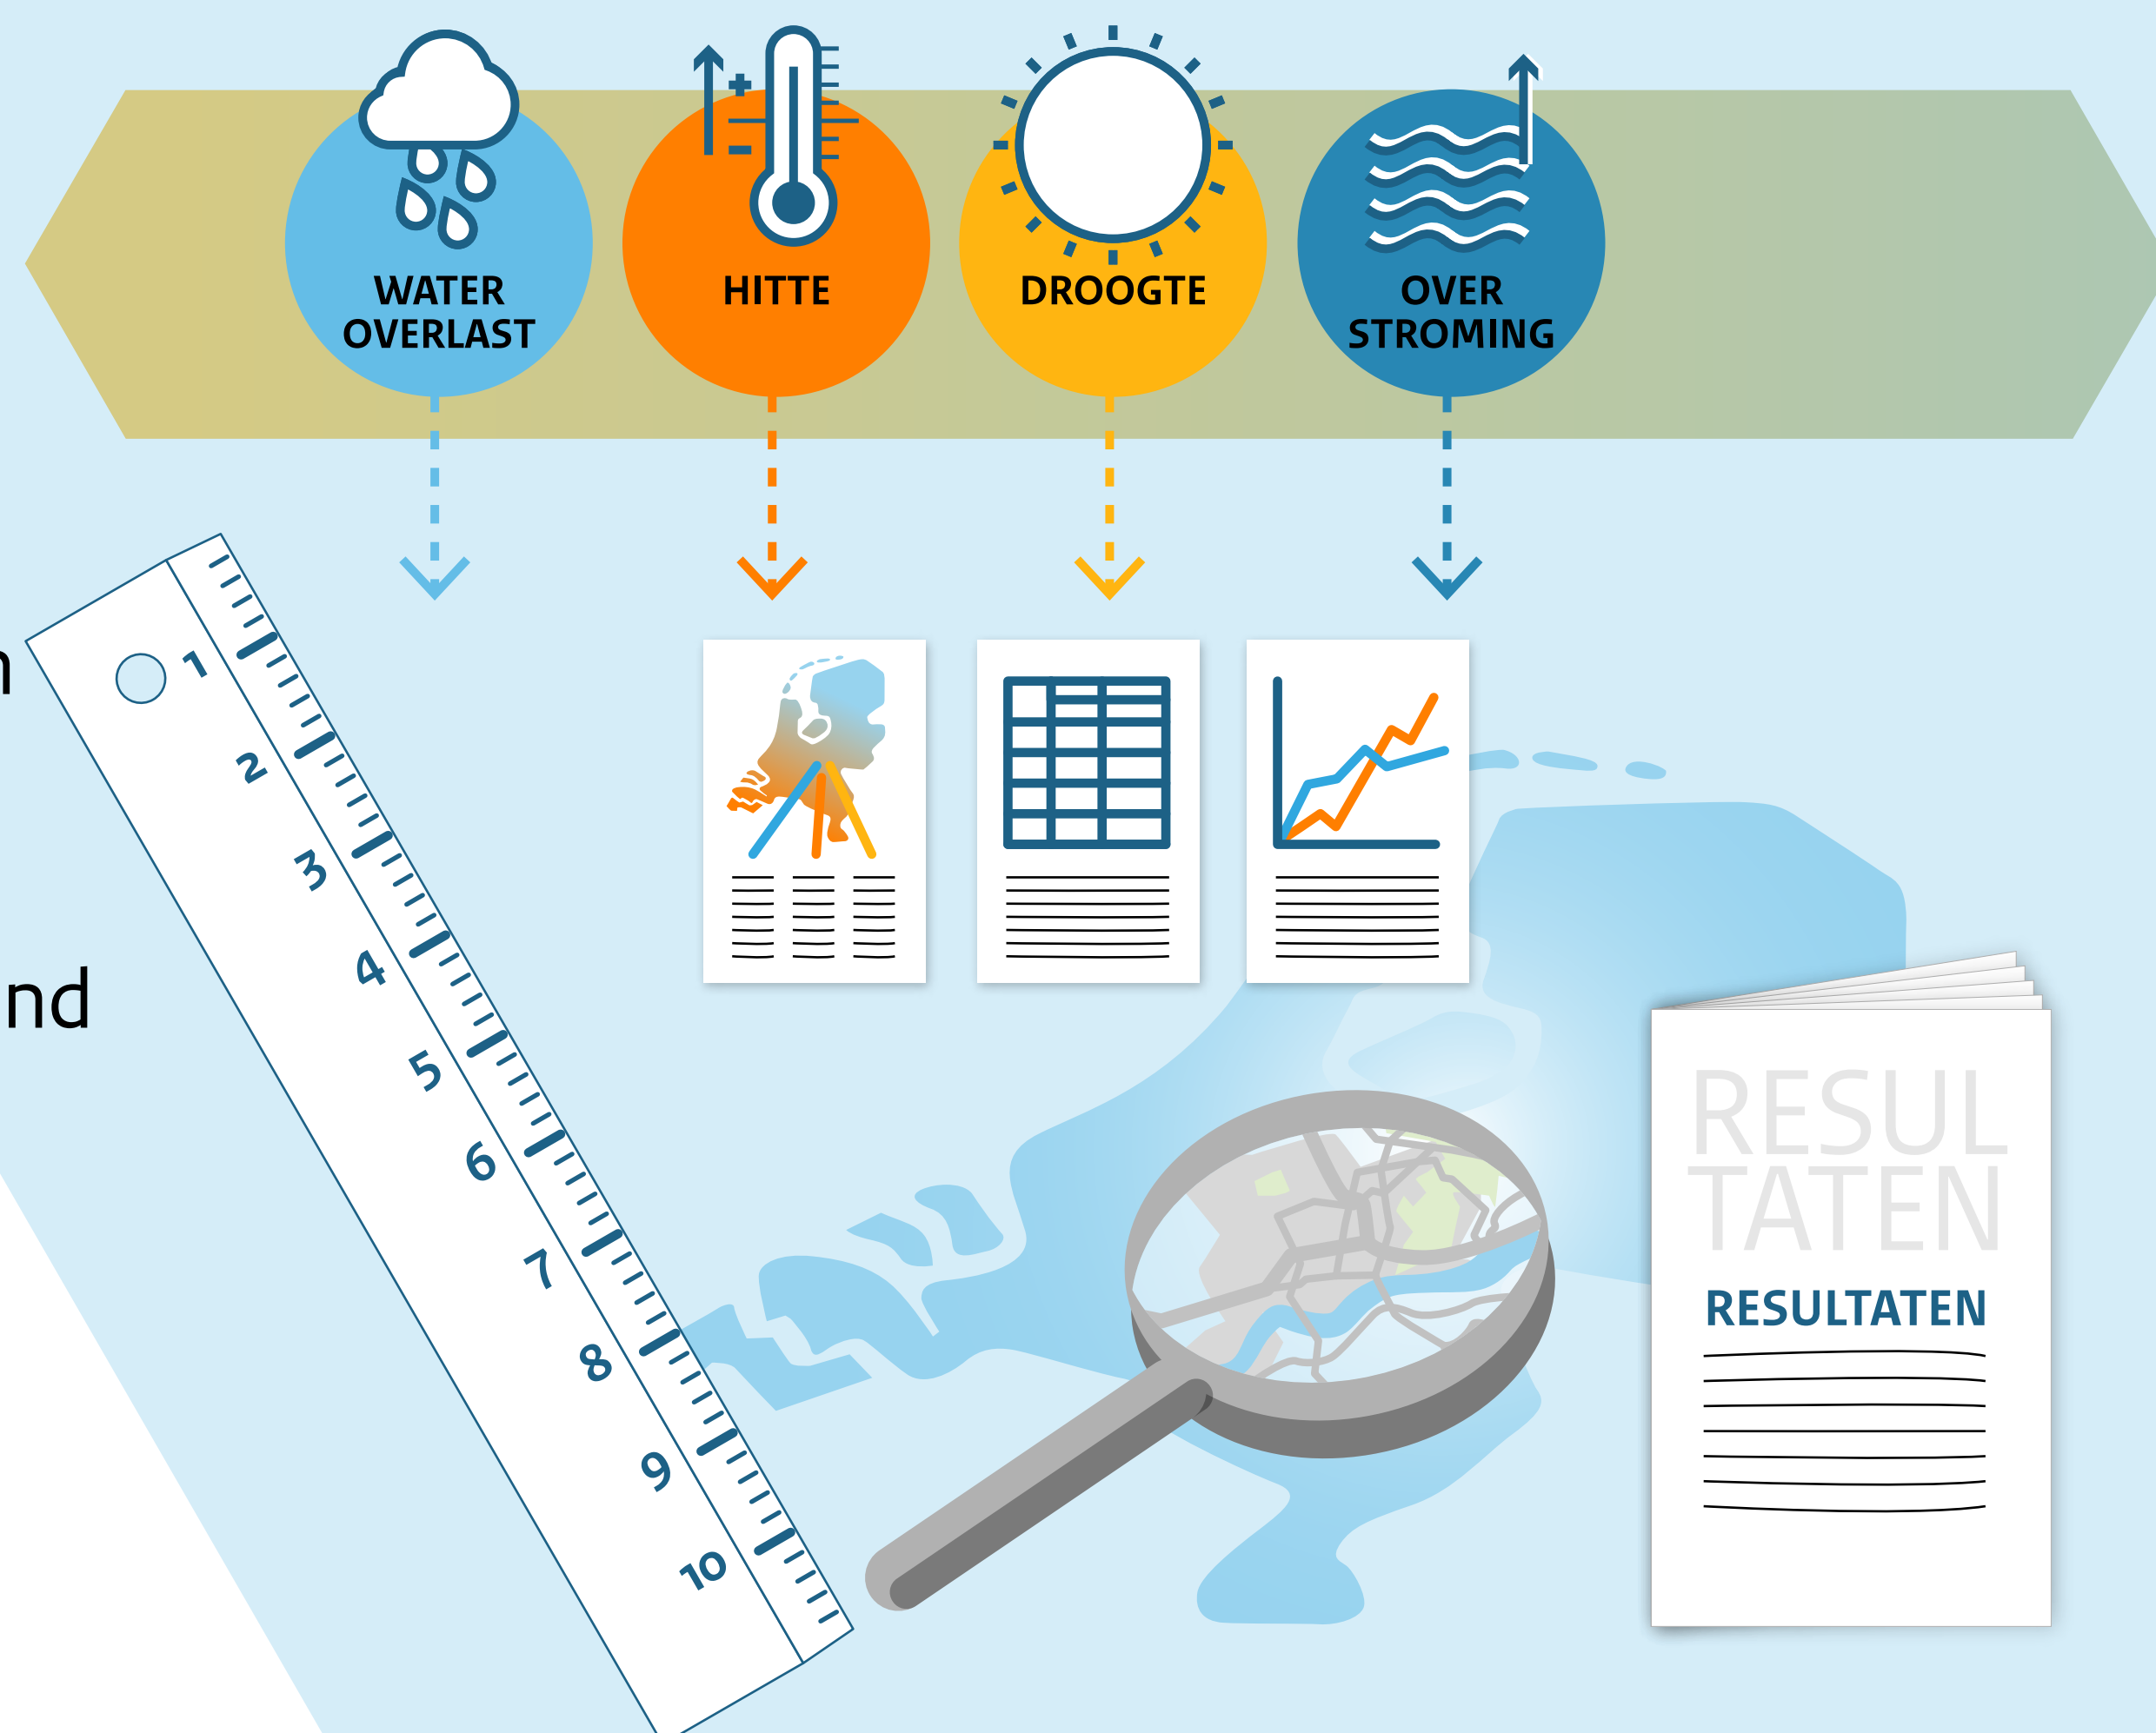 WATER
OVERLAST
HITTE
DROOGTE
OVER
STROMING
nd
1
2
3
4
5
6
7
8
9
10
RESUL
TATEN
RESULTATEN